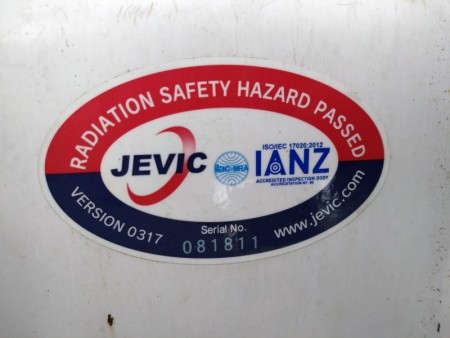 RADIATION SAFETY HAZARD PASSED
JEVIC
ilac-MRA
ISO/IEC 17020:2012
IANZ
ACCREDITED INSPECTION BODY
VERSION 0317
Serial No.
081811
www.jevic.com